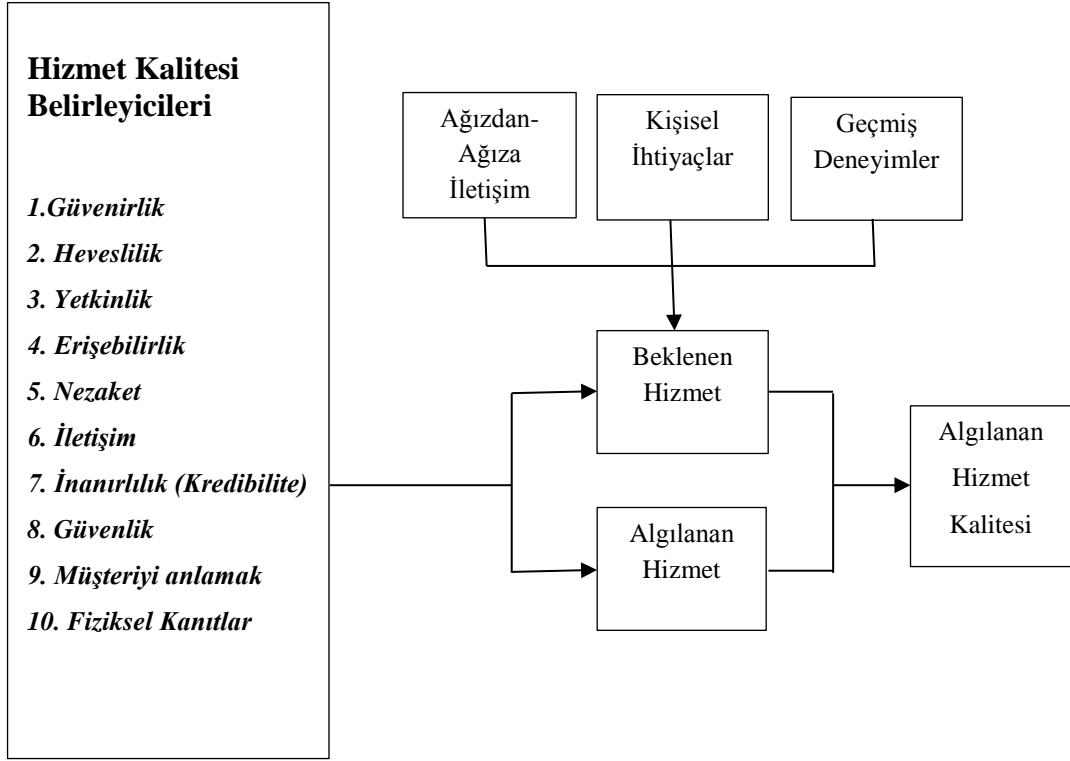 Hizmet Kalitesi
Belirleyicileri
1.Güvenirlik
2. Heveslilik
3. Yetkinlik
4. Erişebilirlik
5. Nezaket
6. İletişim
7. İnanırlılık (Kredibilite)
8. Güvenlik
9. Müşteriyi anlamak
10. Fiziksel Kanıtlar
Ağızdan-
Ağıza
İletişim
Kişisel
İhtiyaçlar
Geçmiş
Deneyimler
Beklenen
Hizmet
Algılanan
Hizmet
Algılanan
Hizmet
Kalitesi